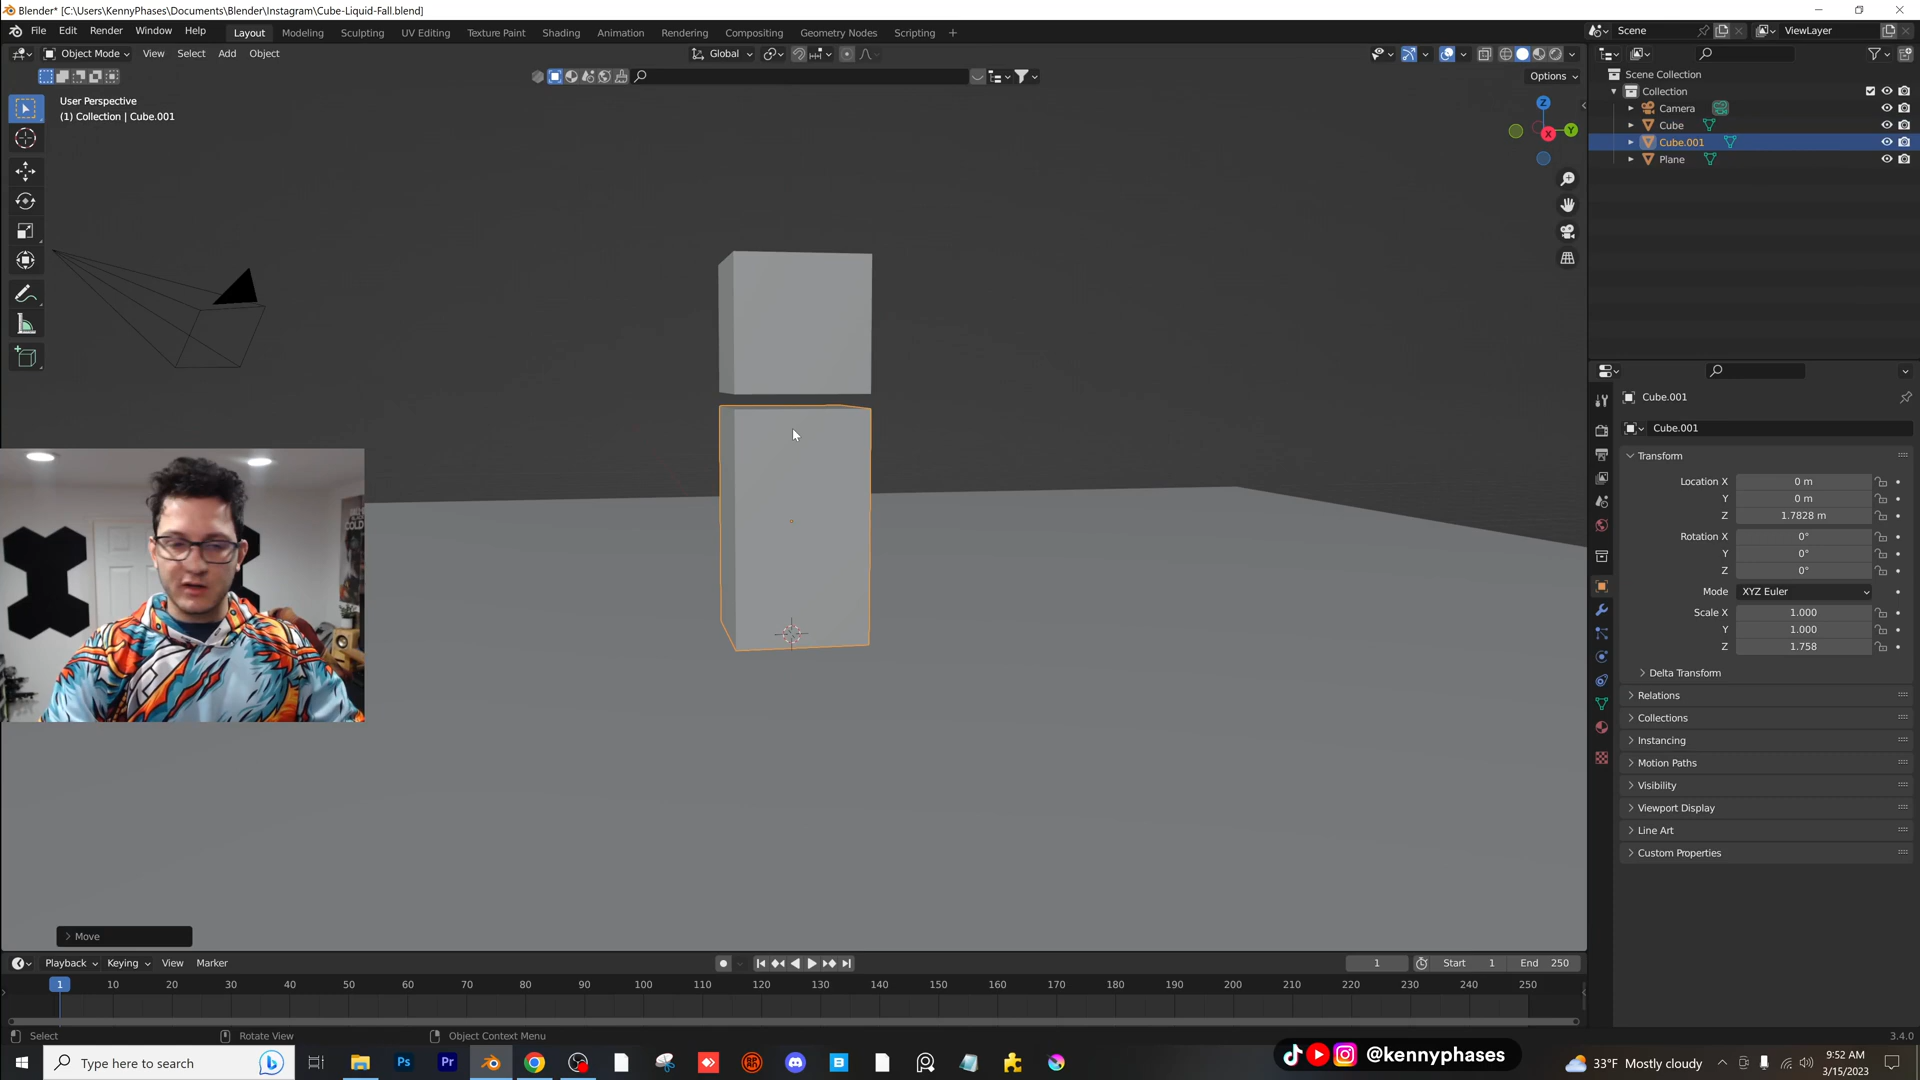 Blender* [C:\Users\KennyPhases\Documents\Blender\Instagram\Cube-Liquid-Fall.blend]
File Edit Render Window Help Layout Modeling Sculpting UV Editing Texture Paint Shading Animation Rendering Compositing Geometry Nodes Scripting + Scene ViewLayer
Object Mode View Select Add Object Global
Options
User Perspective
(1) Collection | Cube.001
Z
Y
X
Scene Collection
Collection
Camera
Cube
Cube.001
Plane
Cube.001
Cube.001
Transform
Location X 0 m
Y 0 m
Z 1.7828 m
Rotation X 0°
Y 0°
Z 0°
Mode XYZ Euler
Scale X 1.000
Y 1.000
Z 1.758
Delta Transform
Relations
Collections
Instancing
Motion Paths
Visibility
Viewport Display
Line Art
Custom Properties
Move
Playback Keying View Marker 1 Start 1 End 250
1 10 20 30 40 50 60 70 80 90 100 110 120 130 140 150 160 170 180 190 200 210 220 230 240 250
Select Rotate View Object Context Menu 3.4.0
Type here to search
Ps Pr
@kennyphases
33°F Mostly cloudy
9:52 AM
3/15/2023